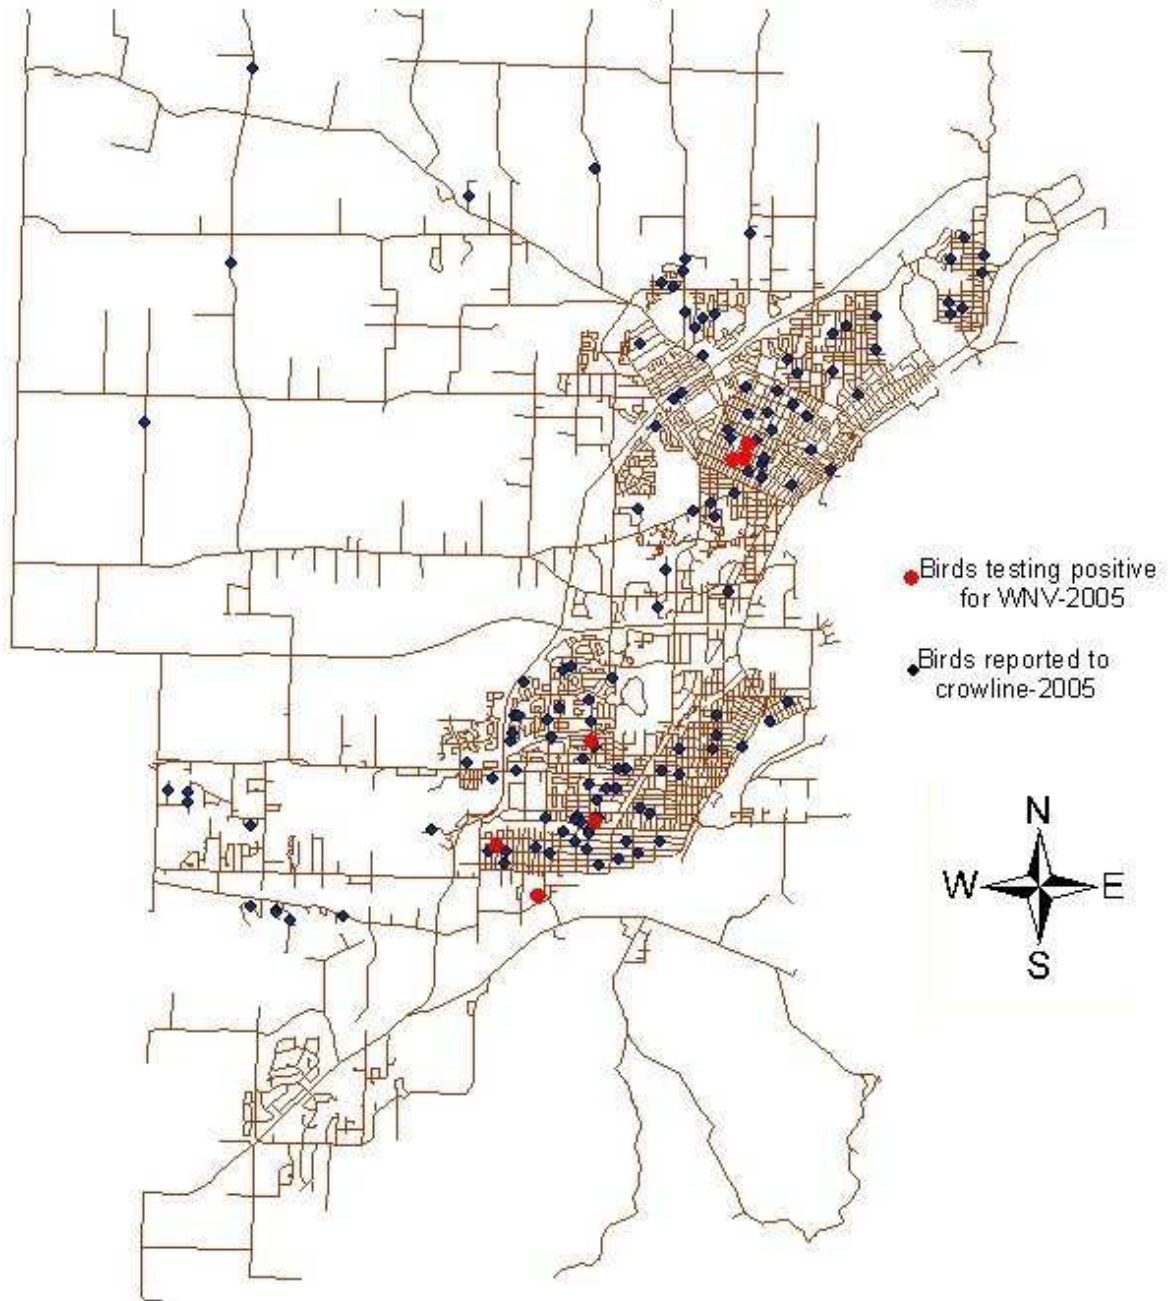 Birds testing positive
for WNV-2005
Birds reported to
crowline-2005
N
W E
S